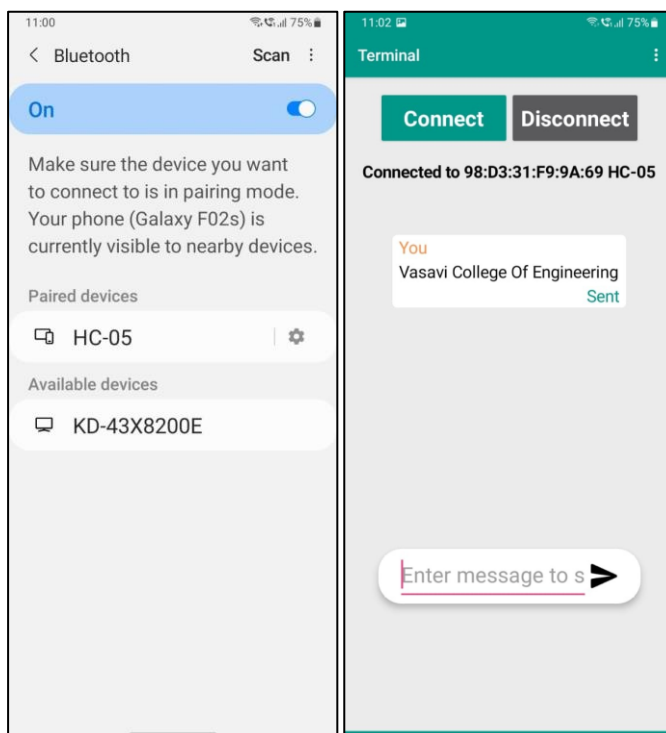 11:00 75%
Bluetooth Scan
On
Make sure the device you want
to connect to is in pairing mode.
Your phone (Galaxy F02s) is
currently visible to nearby devices.
Paired devices
HC-05
Available devices
KD-43X8200E
11:02 75%
Terminal
Connect Disconnect
Connected to 98:D3:31:F9:9A:69 HC-05
You
Vasavi College Of Engineering
Sent
Enter message to s